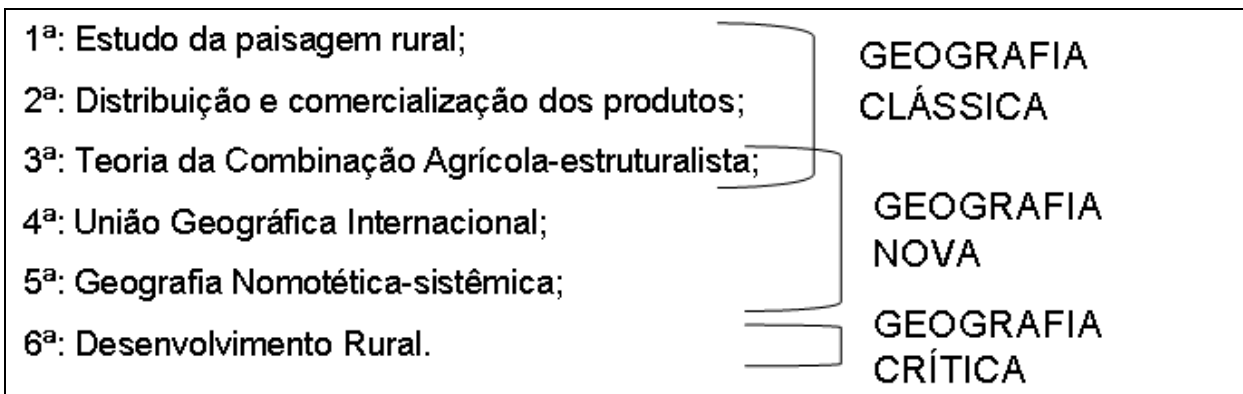 1ª: Estudo da paisagem rural;
2ª: Distribuição e comercialização dos produtos;
3ª: Teoria da Combinação Agrícola-estruturalista;
4ª: União Geográfica Internacional;
5ª: Geografia Nomotética-sistêmica;
6ª: Desenvolvimento Rural.
GEOGRAFIA
CLÁSSICA
GEOGRAFIA
NOVA
GEOGRAFIA
CRÍTICA